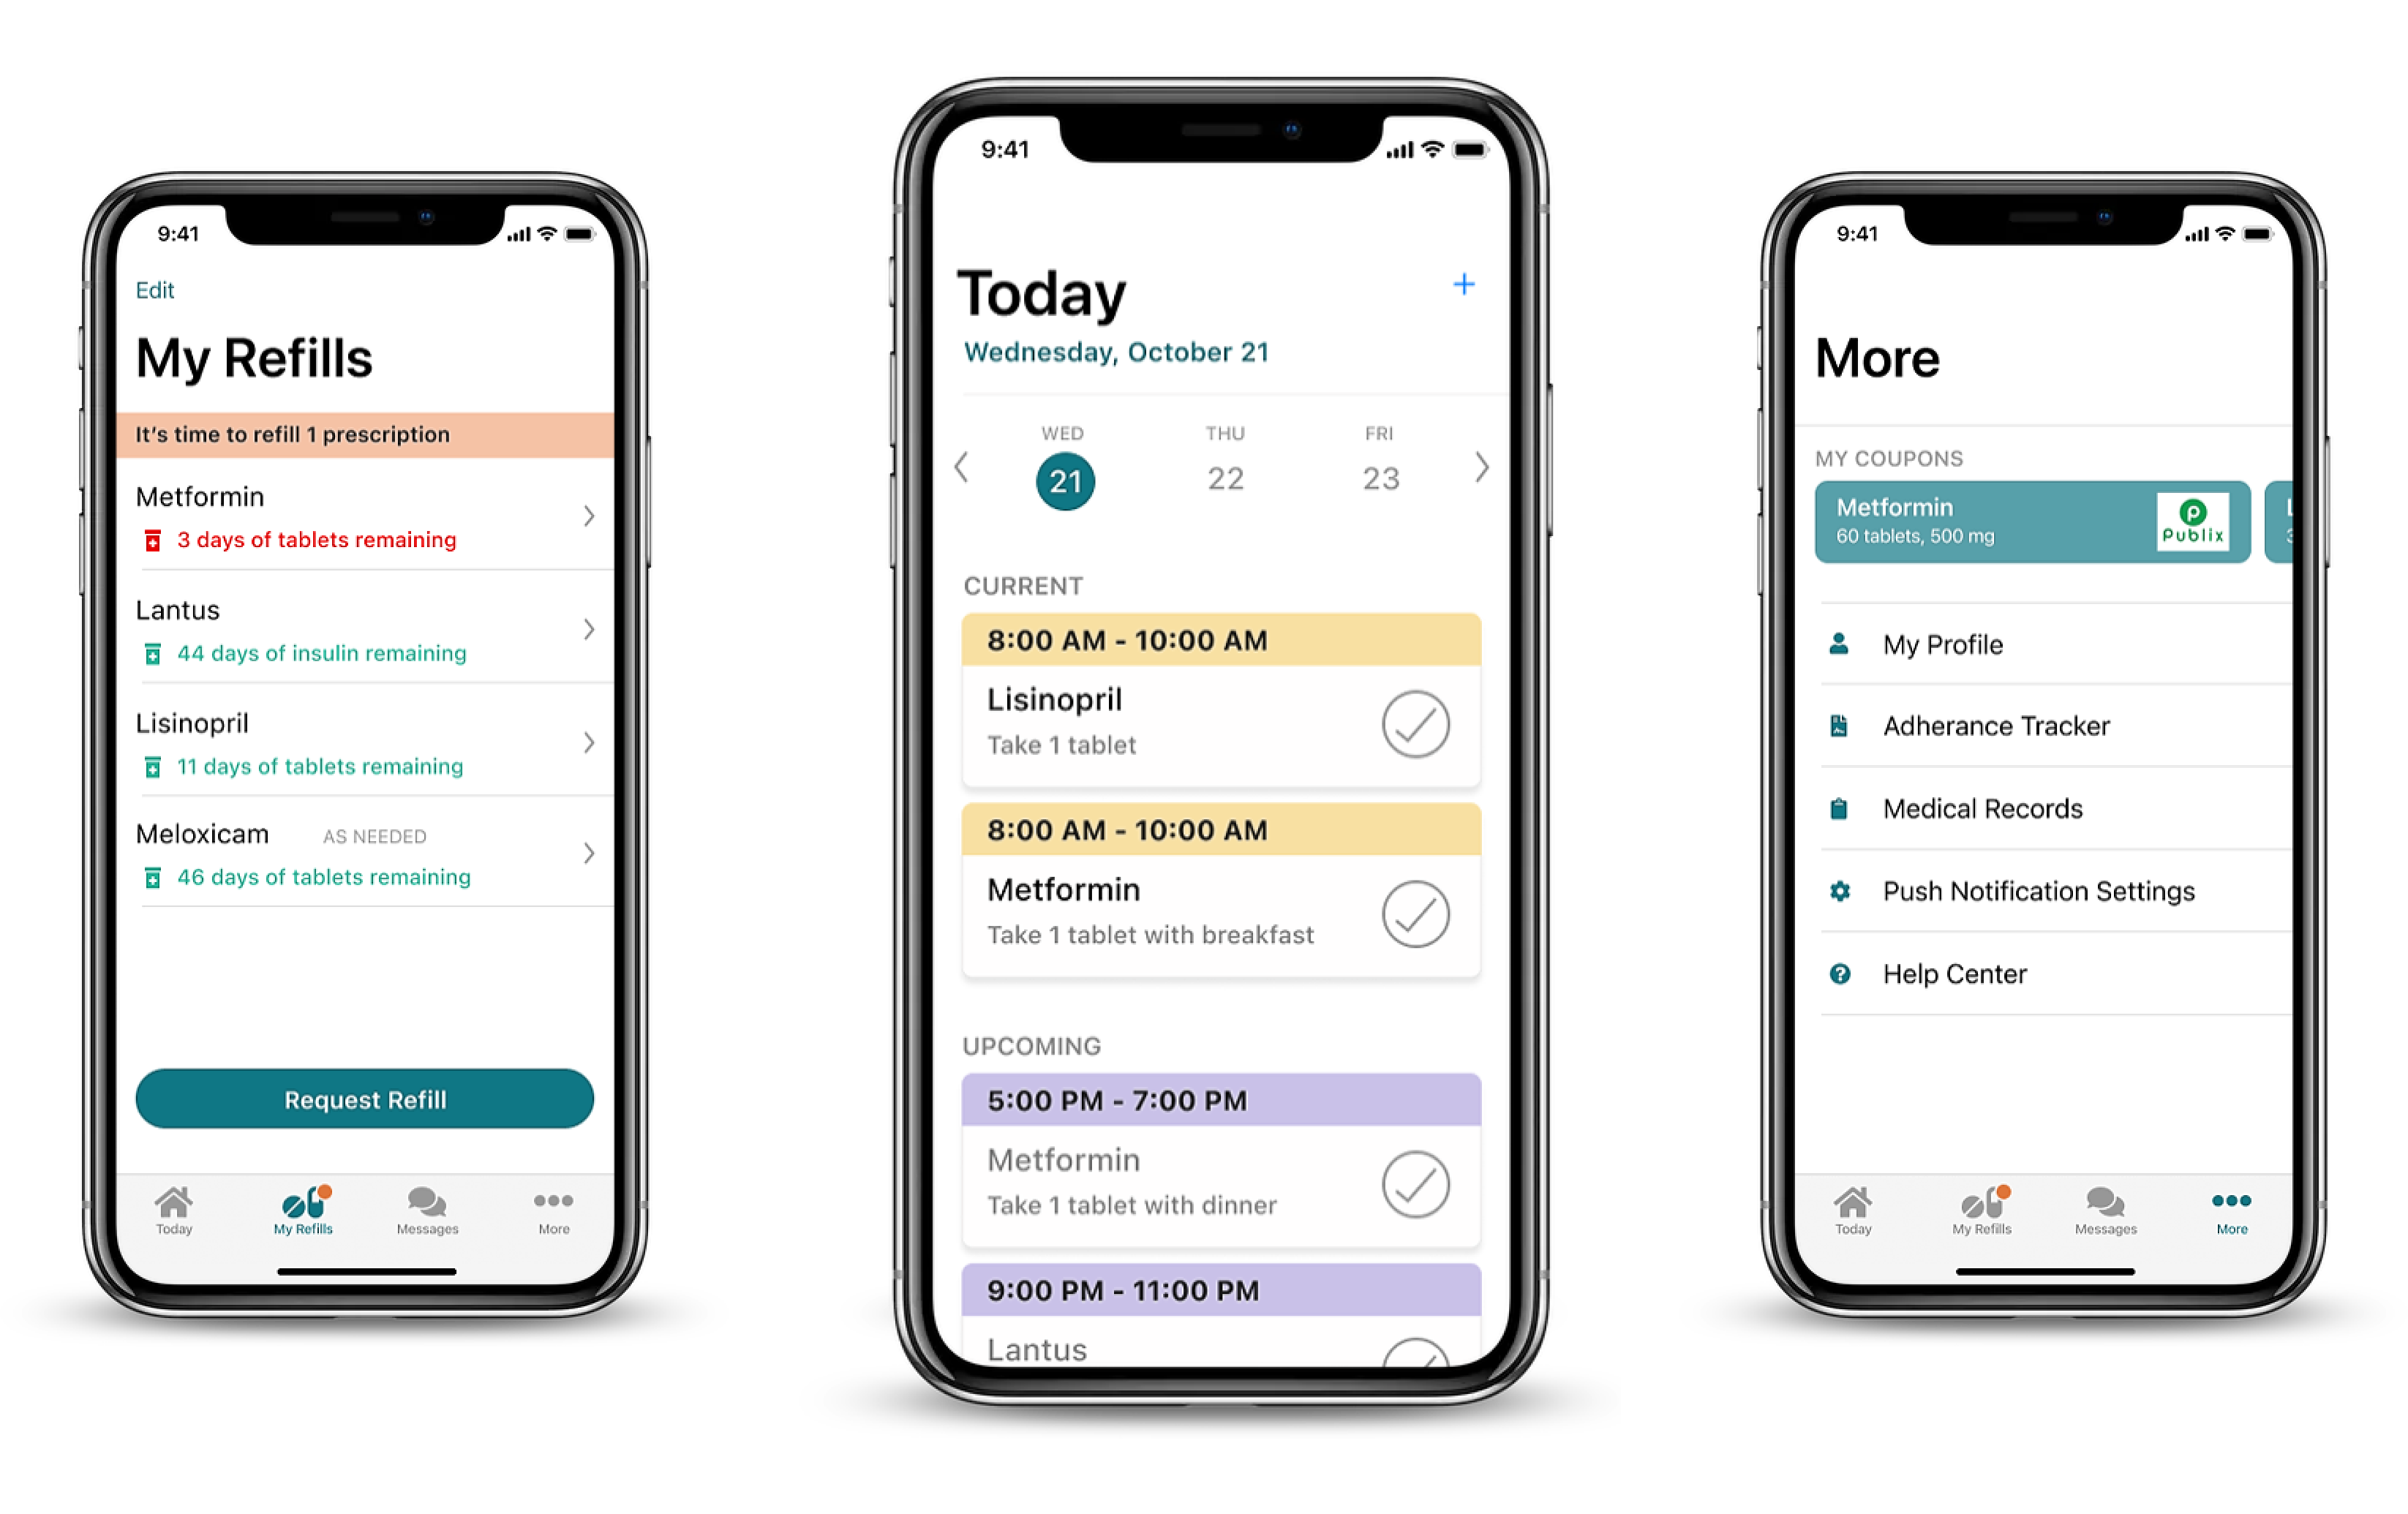 9:41
Edit
My Refills
It's time to refill 1 prescription
Metformin
3 days of tablets remaining
Lantus
44 days of insulin remaining
Lisinopril
11 days of tablets remaining
Meloxicam AS NEEDED
46 days of tablets remaining
Request Refill
Today My Refills Messages More
9:41
Today
Wednesday, October 21
WED THU FRI
21 22 23
CURRENT
8:00 AM - 10:00 AM
Lisinopril
Take 1 tablet
8:00 AM - 10:00 AM
Metformin
Take 1 tablet with breakfast
UPCOMING
5:00 PM - 7:00 PM
Metformin
Take 1 tablet with dinner
9:00 PM - 11:00 PM
Lantus
9:41
More
MY COUPONS
Metformin
60 tablets, 500 mg
Publix
My Profile
Adherance Tracker
Medical Records
Push Notification Settings
Help Center
Today My Refills Messages More